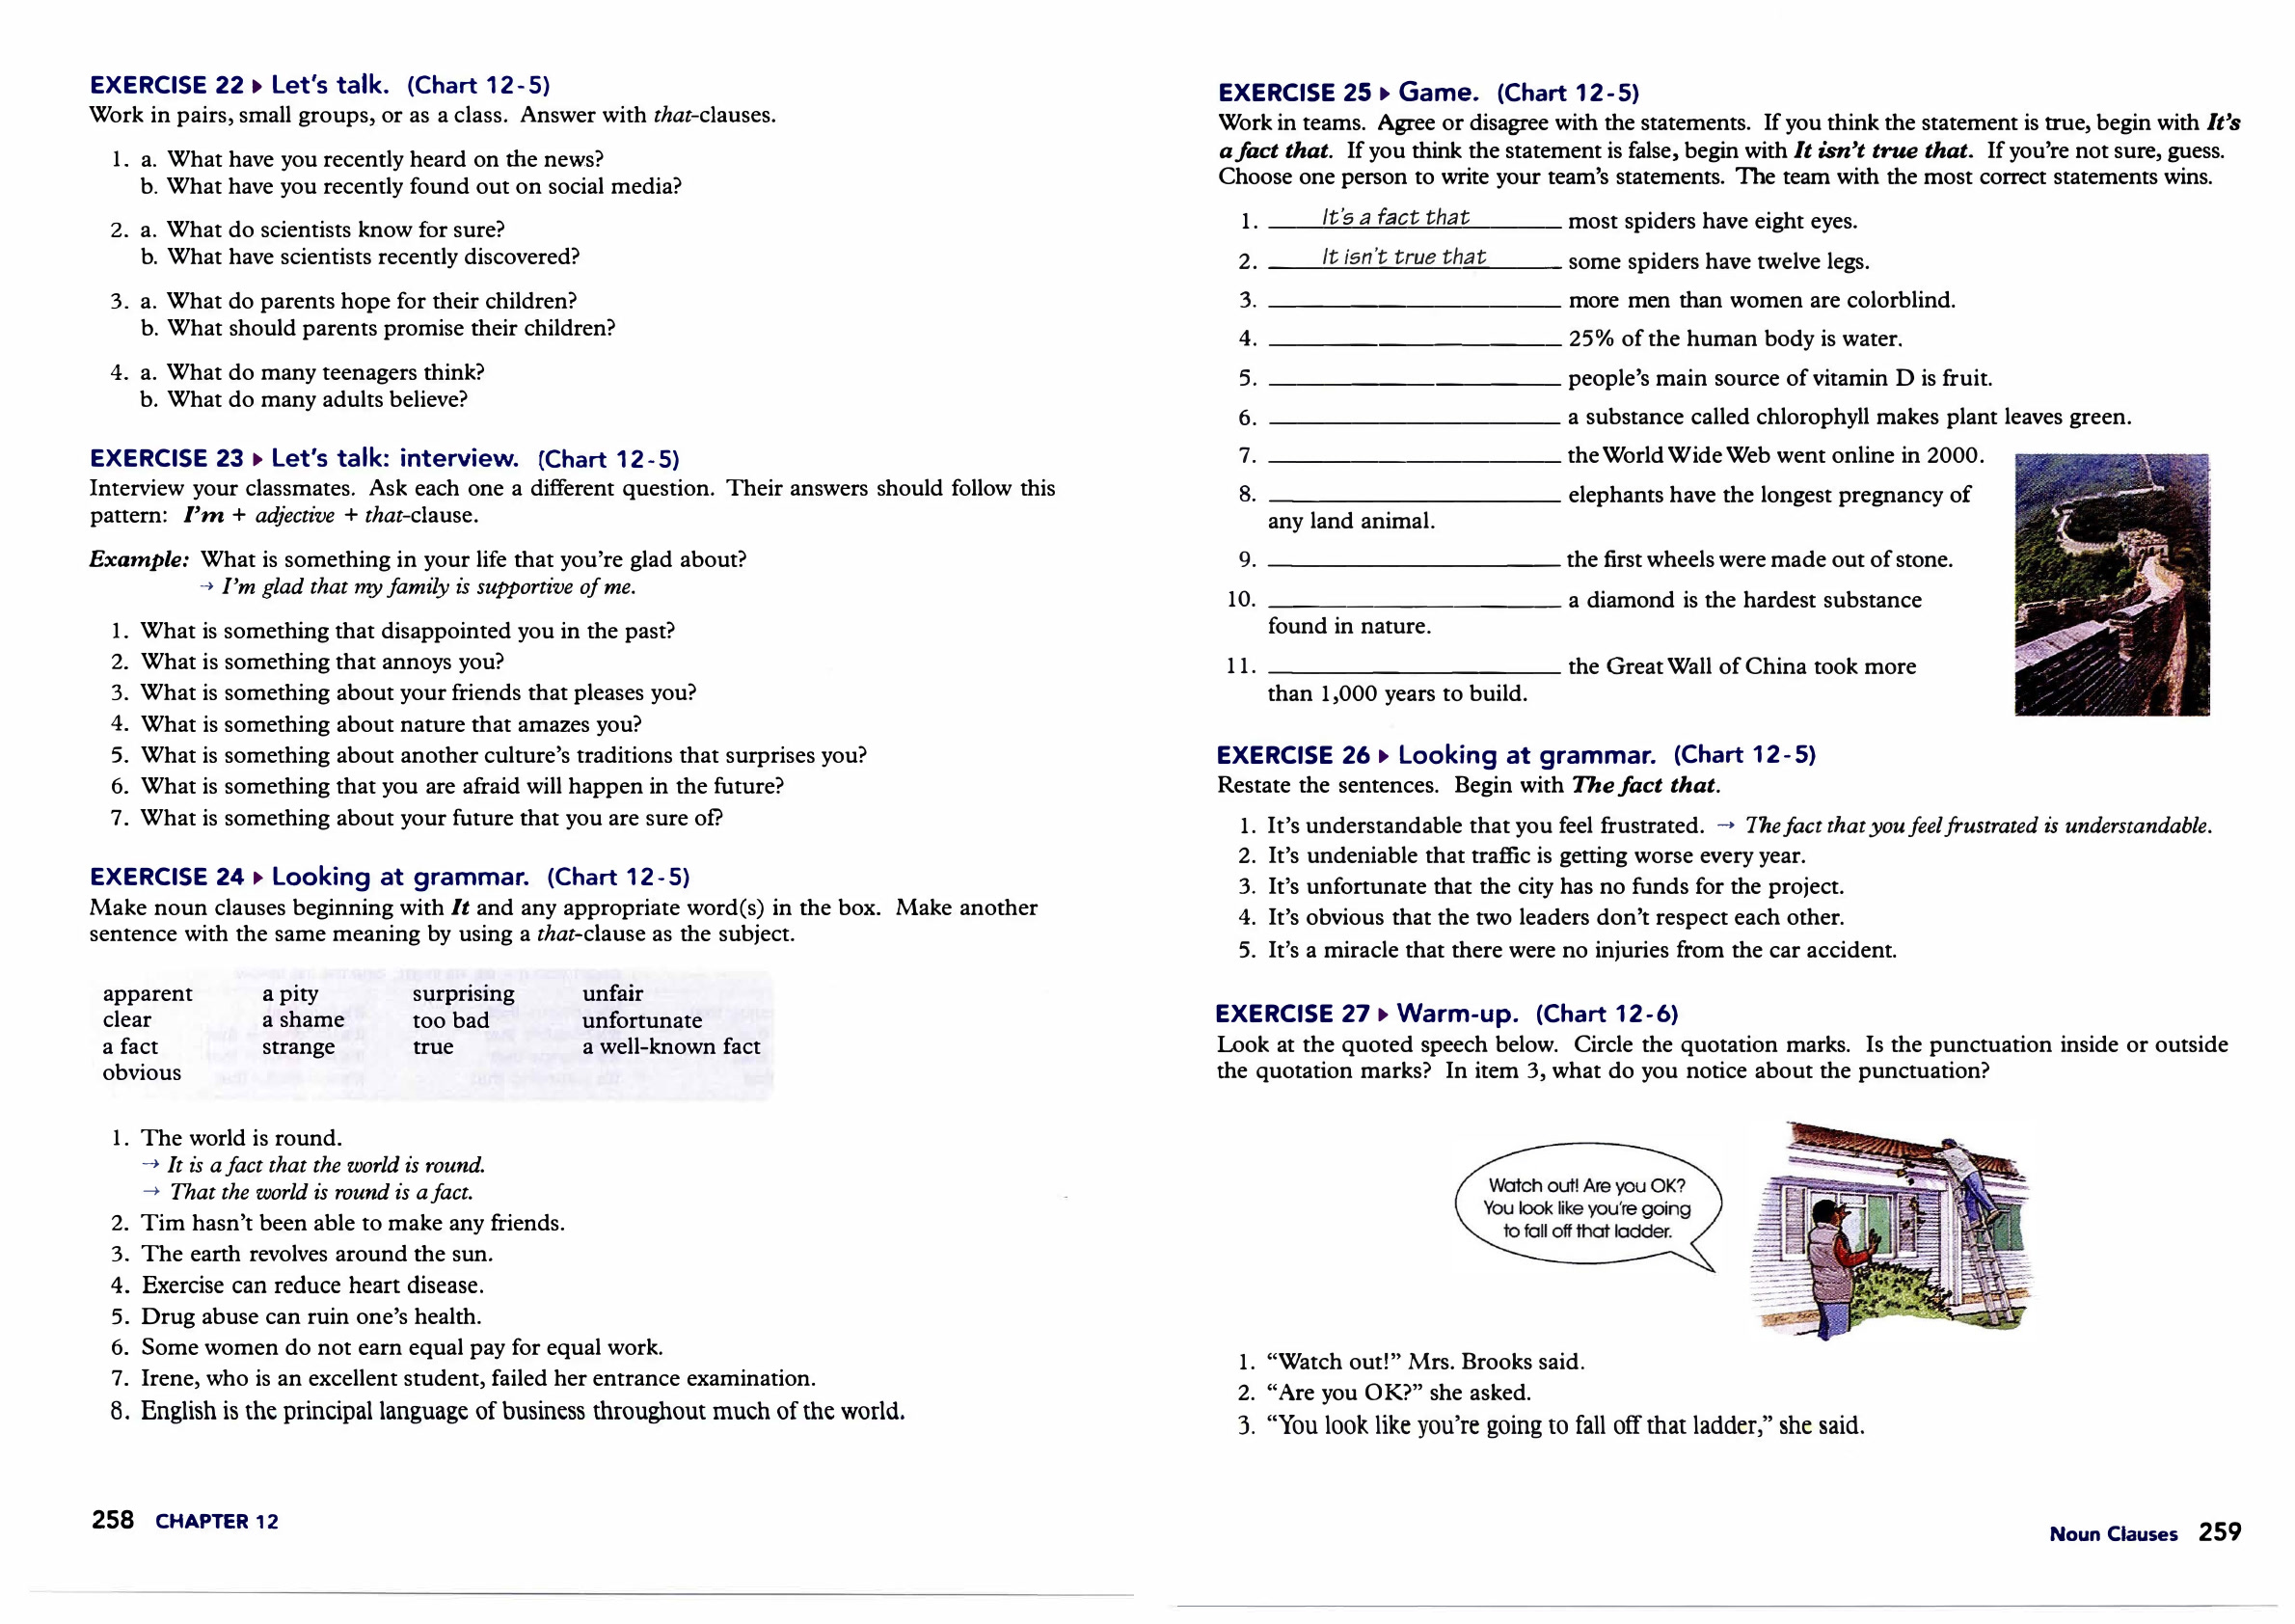 EXERCISE 22 ▸ Let's talk. (Chart 12-5)
Work in pairs, small groups, or as a class. Answer with that-clauses.
1. a. What have you recently heard on the news?
b. What have you recently found out on social media?
2. a. What do scientists know for sure?
b. What have scientists recently discovered?
3. a. What do parents hope for their children?
b. What should parents promise their children?
4. a. What do many teenagers think?
b. What do many adults believe?
EXERCISE 23 ▸ Let's talk: interview. (Chart 12-5)
Interview your classmates. Ask each one a different question. Their answers should follow this
pattern: I'm + adjective + that-clause.
Example: What is something in your life that you're glad about?
→ I'm glad that my family is supportive of me.
1. What is something that disappointed you in the past?
2. What is something that annoys you?
3. What is something about your friends that pleases you?
4. What is something about nature that amazes you?
5. What is something about another culture's traditions that surprises you?
6. What is something that you are afraid will happen in the future?
7. What is something about your future that you are sure of?
EXERCISE 24 ▸ Looking at grammar. (Chart 12-5)
Make noun clauses beginning with It and any appropriate word(s) in the box. Make another
sentence with the same meaning by using a that-clause as the subject.
apparent a pity surprising unfair
clear a shame too bad unfortunate
a fact strange true a well-known fact
obvious
1. The world is round.
→ It is a fact that the world is round.
→ That the world is round is a fact.
2. Tim hasn't been able to make any friends.
3. The earth revolves around the sun.
4. Exercise can reduce heart disease.
5. Drug abuse can ruin one's health.
6. Some women do not earn equal pay for equal work.
7. Irene, who is an excellent student, failed her entrance examination.
8. English is the principal language of business throughout much of the world.
258 CHAPTER 12
EXERCISE 25 ▸ Game. (Chart 12-5)
Work in teams. Agree or disagree with the statements. If you think the statement is true, begin with It's
a fact that. If you think the statement is false, begin with It isn't true that. If you're not sure, guess.
Choose one person to write your team's statements. The team with the most correct statements wins.
1. It's a fact that most spiders have eight eyes.
2. It isn't true that some spiders have twelve legs.
3. ____________ more men than women are colorblind.
4. ____________ 25% of the human body is water.
5. ____________ people's main source of vitamin D is fruit.
6. ____________ a substance called chlorophyll makes plant leaves green.
7. ____________ the World Wide Web went online in 2000.
8. ____________ elephants have the longest pregnancy of
any land animal.
9. ____________ the first wheels were made out of stone.
10. ____________ a diamond is the hardest substance
found in nature.
11. ____________ the Great Wall of China took more
than 1,000 years to build.
EXERCISE 26 ▸ Looking at grammar. (Chart 12-5)
Restate the sentences. Begin with The fact that.
1. It's understandable that you feel frustrated. → The fact that you feel frustrated is understandable.
2. It's undeniable that traffic is getting worse every year.
3. It's unfortunate that the city has no funds for the project.
4. It's obvious that the two leaders don't respect each other.
5. It's a miracle that there were no injuries from the car accident.
EXERCISE 27 ▸ Warm-up. (Chart 12-6)
Look at the quoted speech below. Circle the quotation marks. Is the punctuation inside or outside
the quotation marks? In item 3, what do you notice about the punctuation?
Watch out! Are you OK?
You look like you're going
to fall off that ladder.
1. “Watch out!” Mrs. Brooks said.
2. “Are you OK?” she asked.
3. “You look like you're going to fall off that ladder,” she said.
Noun Clauses 259